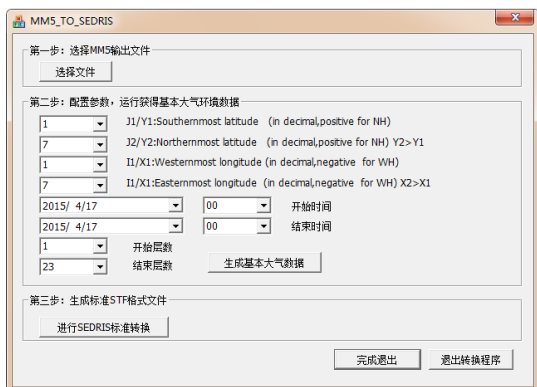 MM5_TO_SEDRIS
第一步：选择MM5输出文件
选择文件
第二步：配置参数，运行获得基本大气环境数据
1 J1/Y1:Southernmost latitude (in decimal,positive for NH)
7 J2/Y2:Northernmost latitude (in decimal,positive for NH) Y2>Y1
1 I1/X1:Westernmost longitude (in decimal,negative for WH)
7 I1/X1:Easternmost longitude (in decimal,negative for WH) X2>X1
2015/ 4/17 00 开始时间
2015/ 4/17 00 结束时间
1 开始层数
23 结束层数 生成基本大气数据
第三步：生成标准STF格式文件
进行SEDRIS标准转换
完成退出 退出转换程序